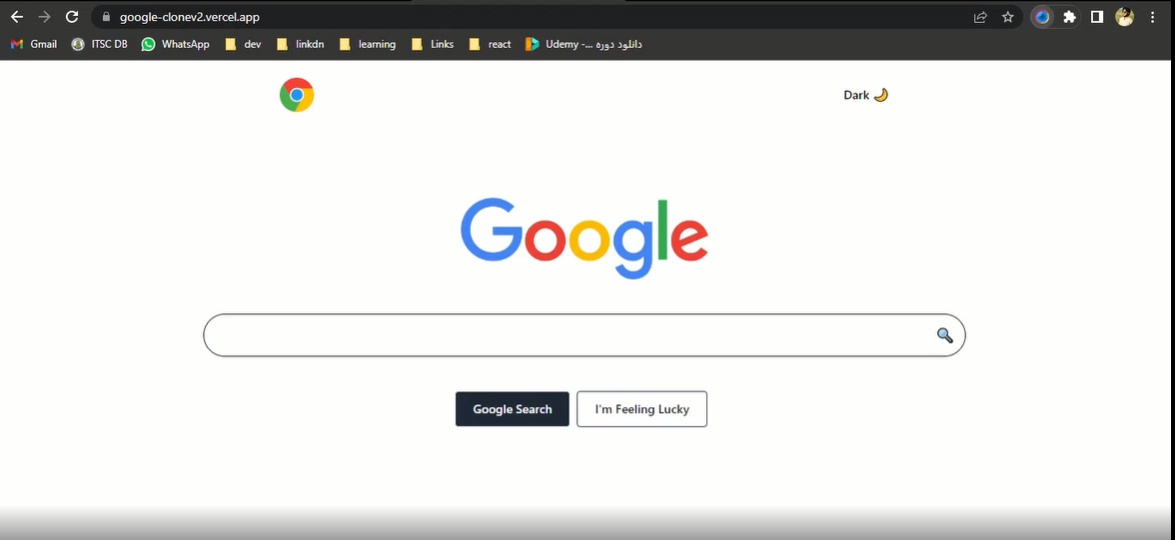 google-clonev2.vercel.app
Gmail ITSC DB WhatsApp dev linkdn learning Links react Udemy -... دانلود دوره
Dark
Google
Google Search I'm Feeling Lucky